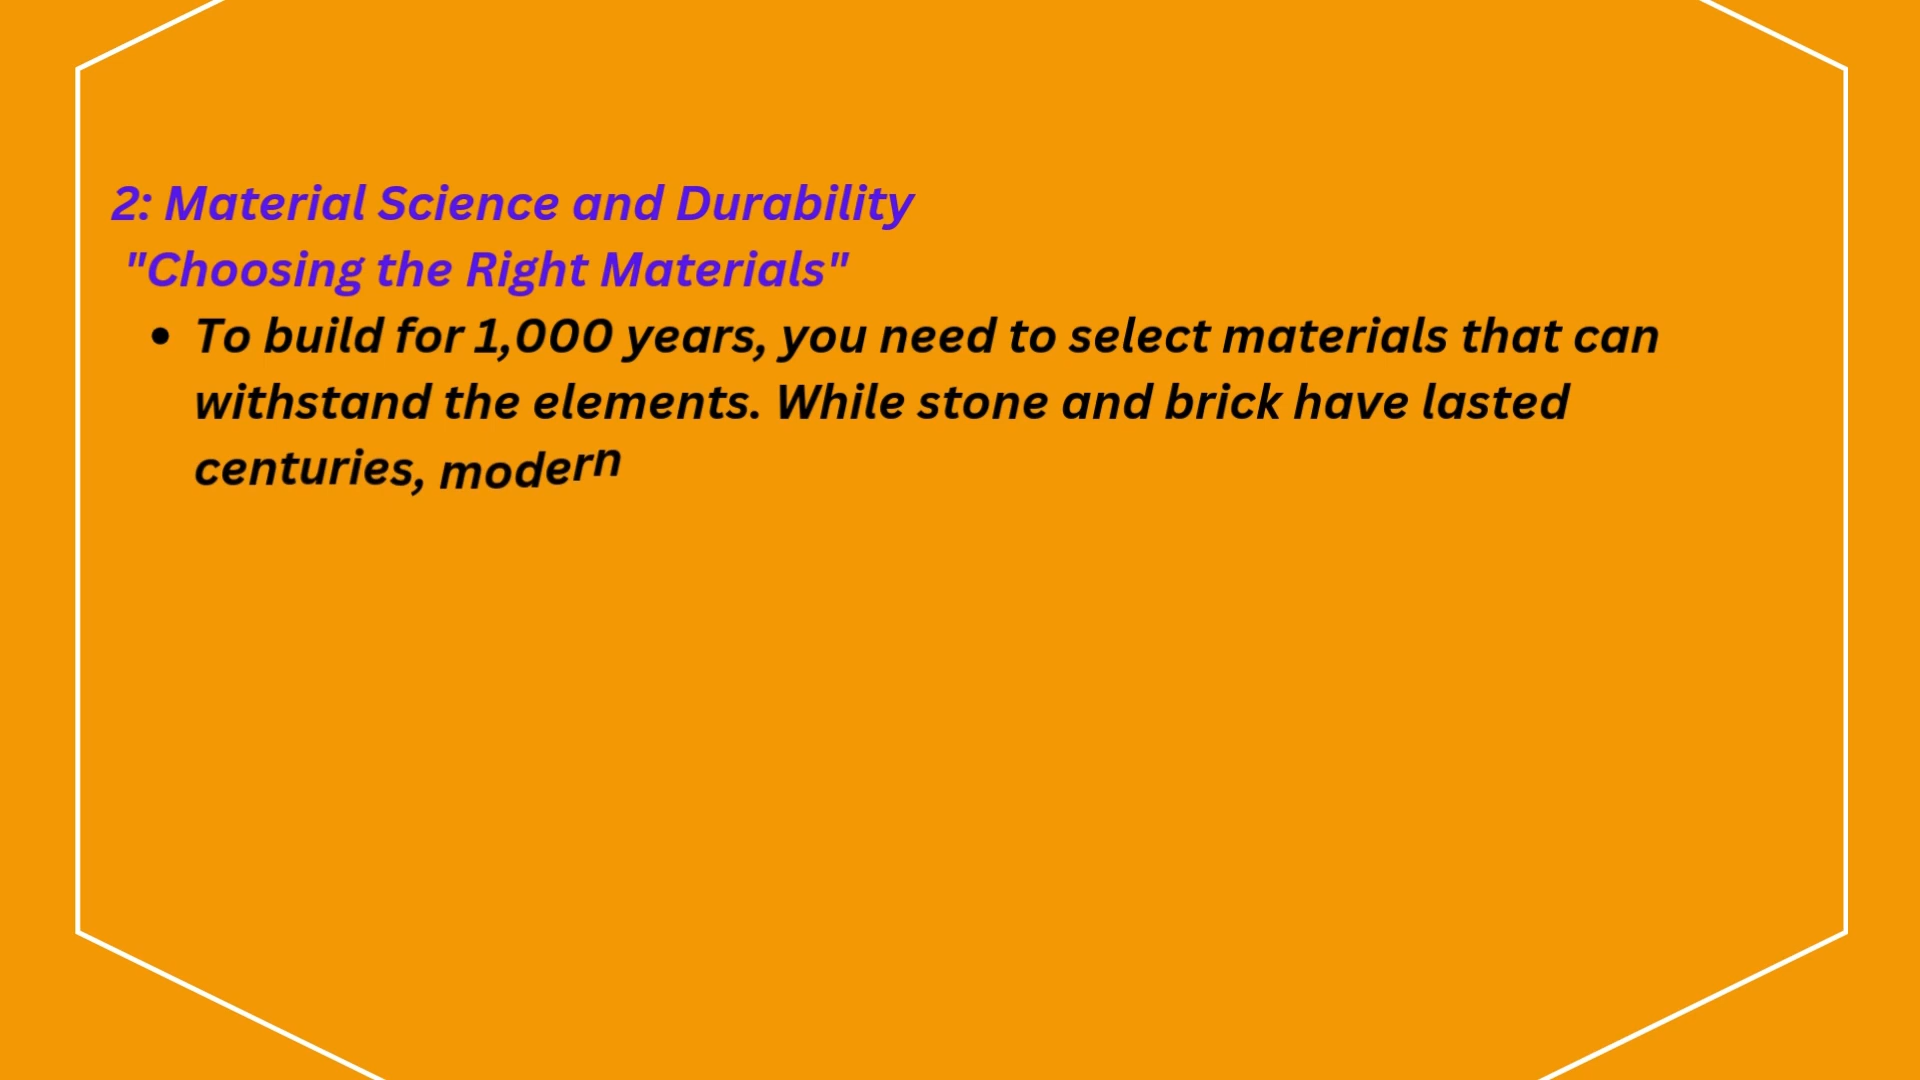 2: Material Science and Durability
"Choosing the Right Materials"
• To build for 1,000 years, you need to select materials that can
withstand the elements. While stone and brick have lasted
centuries, modern